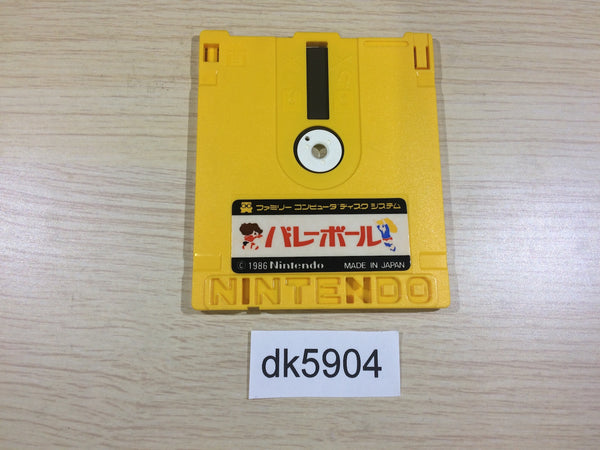 ファミリー コンピュータ ディスク システム
バレーボール
© 1986 Nintendo MADE IN JAPAN
NINTENDO
dk5904